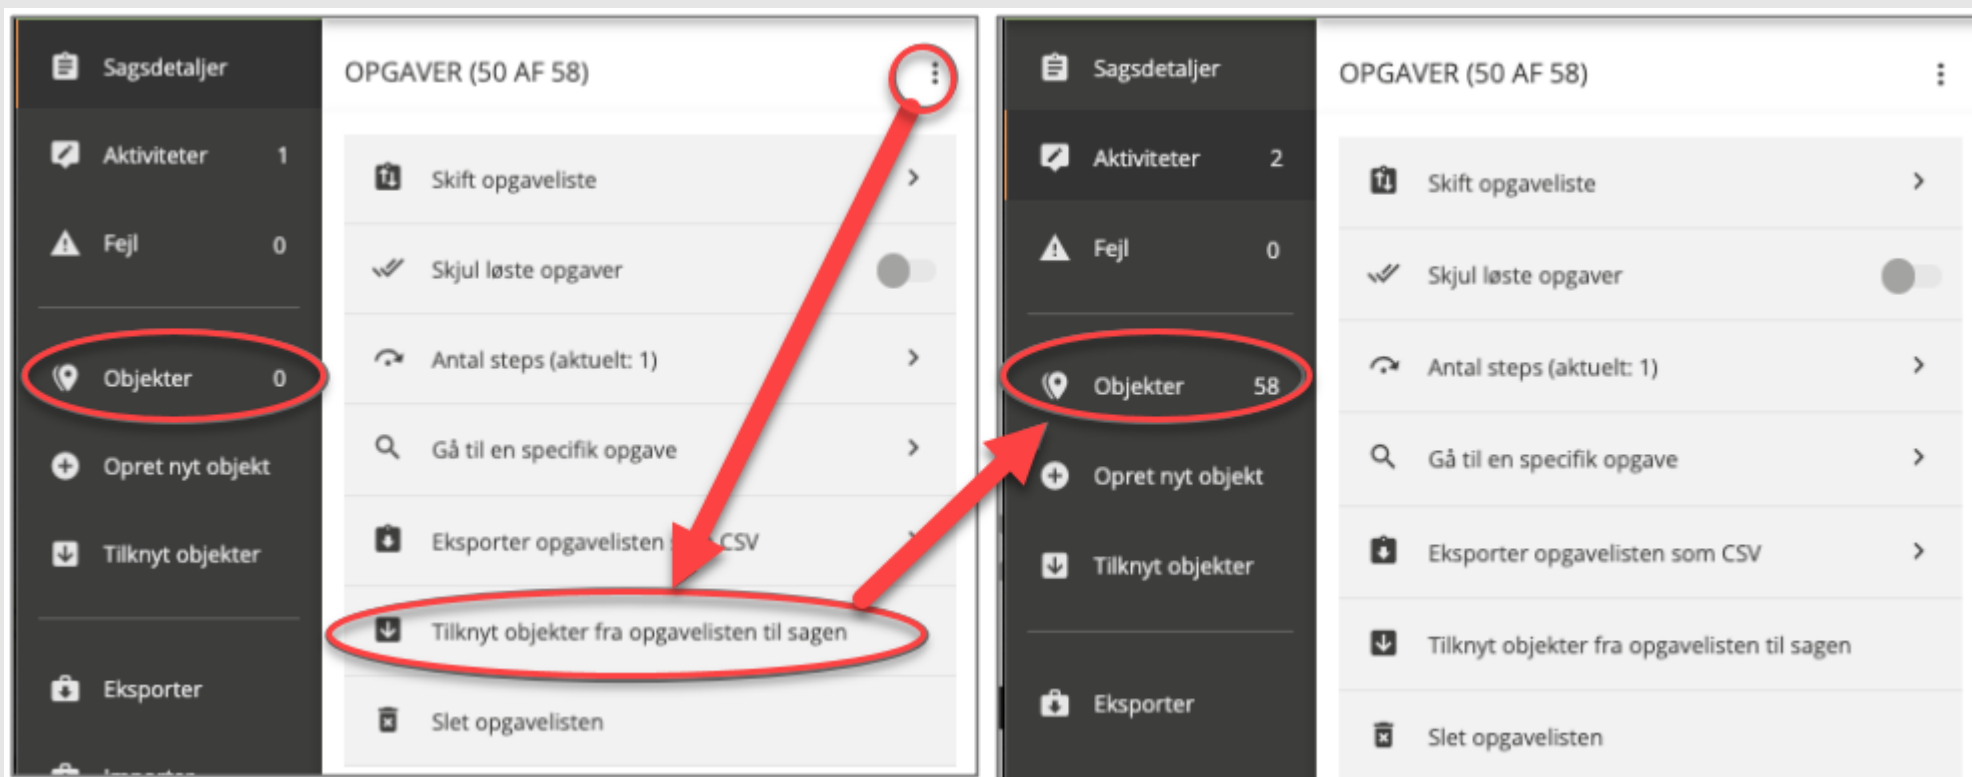 Sagsdetaljer
Aktiviteter 1
Fejl 0
Objekter 0
Opret nyt objekt
Tilknyt objekter
Eksporter
OPGAVER (50 AF 58)
Skift opgaveliste
Skjul løste opgaver
Antal steps (aktuelt: 1)
Gå til en specifik opgave
Eksporter opgavelisten CSV
Tilknyt objekter fra opgavelisten til sagen
Slet opgavelisten
Sagsdetaljer
Aktiviteter 2
Fejl 0
Objekter 58
Opret nyt objekt
Tilknyt objekter
Eksporter
OPGAVER (50 AF 58)
Skift opgaveliste
Skjul løste opgaver
Antal steps (aktuelt: 1)
Gå til en specifik opgave
Eksporter opgavelisten som CSV
Tilknyt objekter fra opgavelisten til sagen
Slet opgavelisten